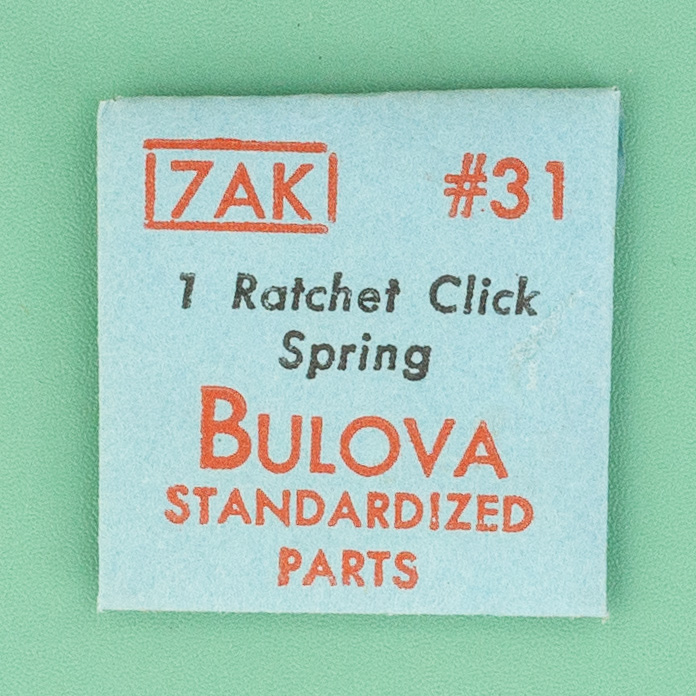 7AK #31
1 Ratchet Click
Spring
BULOVA
STANDARDIZED
PARTS